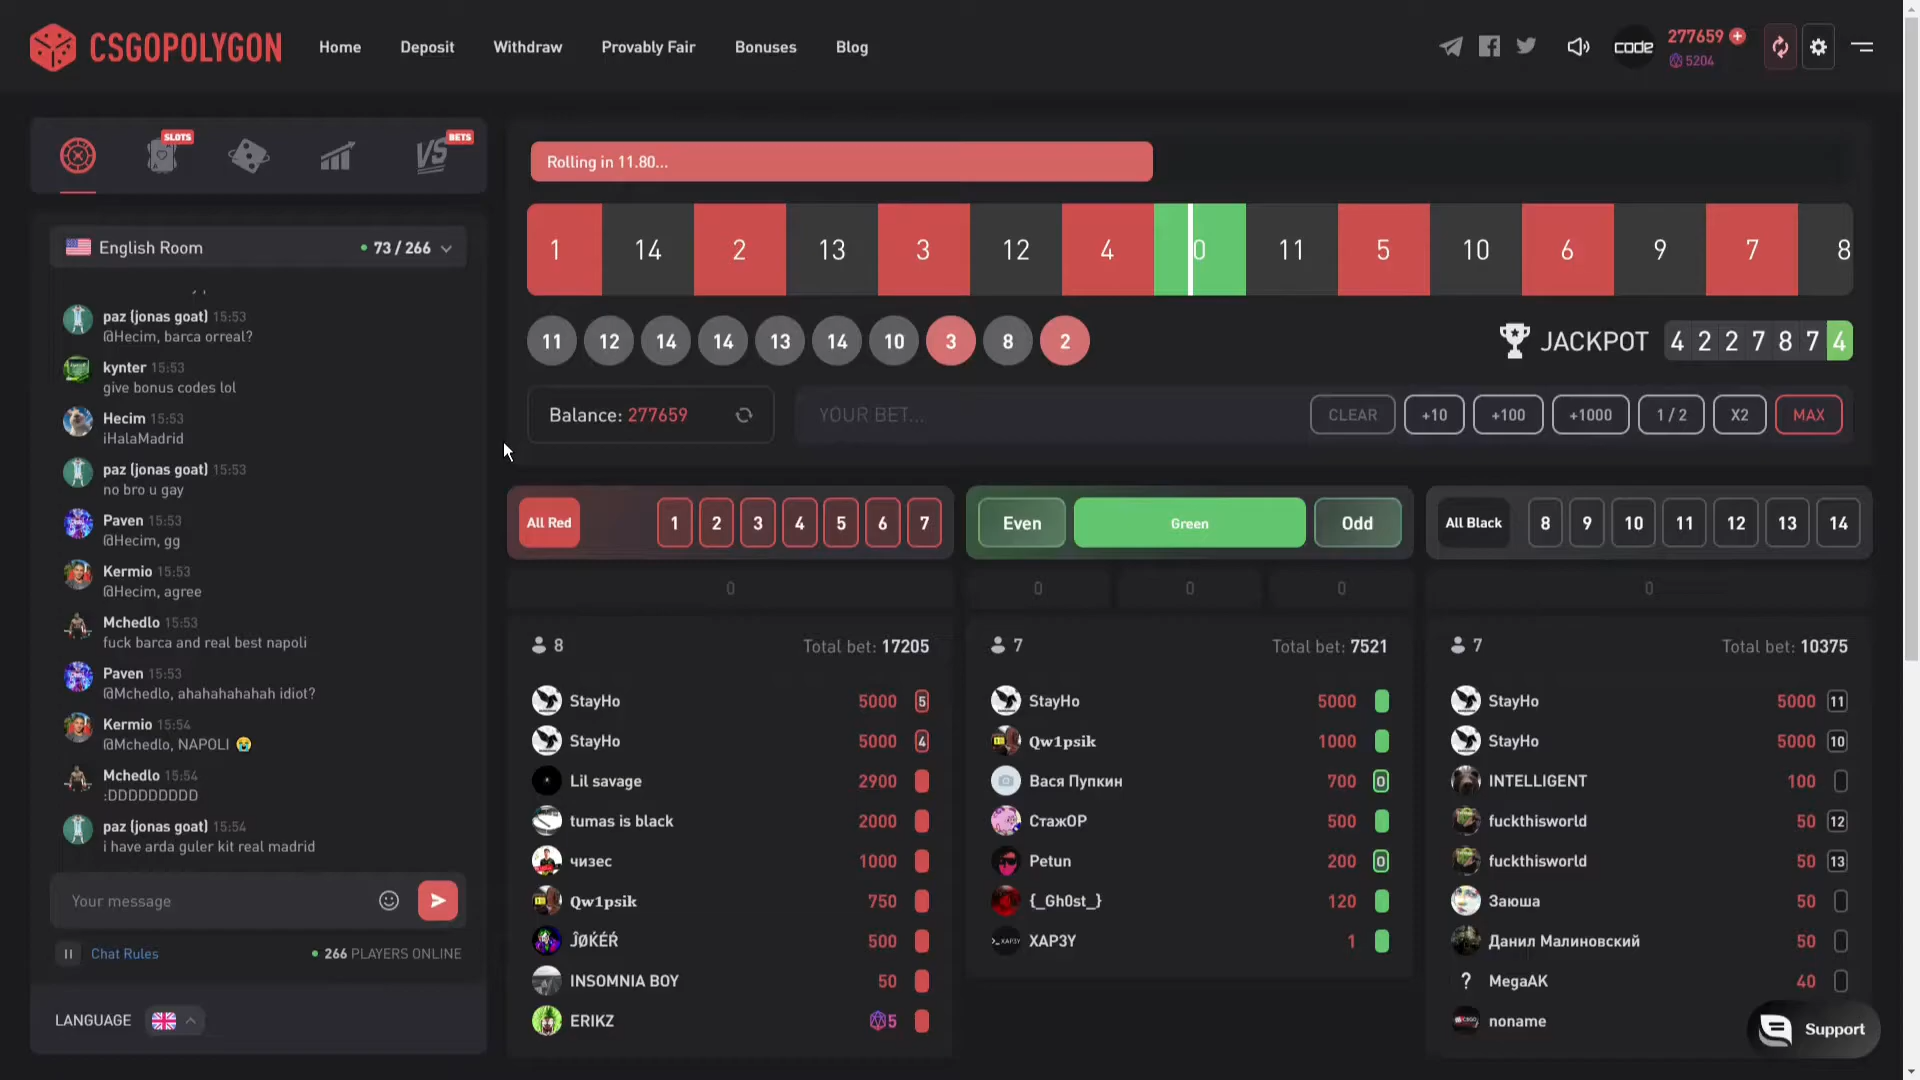 CSGOPOLYGON
Home
Deposit
Withdraw
Provably Fair
Bonuses
Blog
code
277659
5204
SLOTS
VS
BETS
English Room
73 / 266
paz (jonas goat) 15:53
@Hecim, barca orreal?
kynter 15:53
give bonus codes lol
Hecim 15:53
iHalaMadrid
paz (jonas goat) 15:53
no bro u gay
Paven 15:53
@Hecim, gg
Kermio 15:53
@Hecim, agree
Mchedlo 15:53
fuck barca and real best napoli
Paven 15:53
@Mchedlo, ahahahahahah idiot?
Kermio 15:54
@Mchedlo, NAPOLI 😭
Mchedlo 15:54
:DDDDDDDDD
paz (jonas goat) 15:54
i have arda guler kit real madrid
Your message
Chat Rules
266 PLAYERS ONLINE
LANGUAGE
Rolling in 11.80...
1 14 2 13 3 12 4 0 11 5 10 6 9 7 8
11 12 14 14 13 14 10 3 8 2
JACKPOT 4 2 2 7 8 7 4
Balance: 277659
YOUR BET...
CLEAR
+10
+100
+1000
1 / 2
X2
MAX
All Red 1 2 3 4 5 6 7
0
8 Total bet: 17205
StayHo 5000 5
StayHo 5000 4
Lil savage 2900
tumas is black 2000
чизес 1000
Qw1psik 750
ĴØḰÉŔ 500
INSOMNIA BOY 50
ERIKZ 5
Even Green Odd
0 0 0
7 Total bet: 7521
StayHo 5000
Qw1psik 1000
Вася Пупкин 700 0
СтажОР 500
Petun 200 0
{_Gh0st_} 120
XAP3Y 1
All Black 8 9 10 11 12 13 14
0
7 Total bet: 10375
StayHo 5000 11
StayHo 5000 10
INTELLIGENT 100
fuckthisworld 50 12
fuckthisworld 50 13
Заюша 50
Данил Малиновский 50
? MegaAK 40
noname
Support